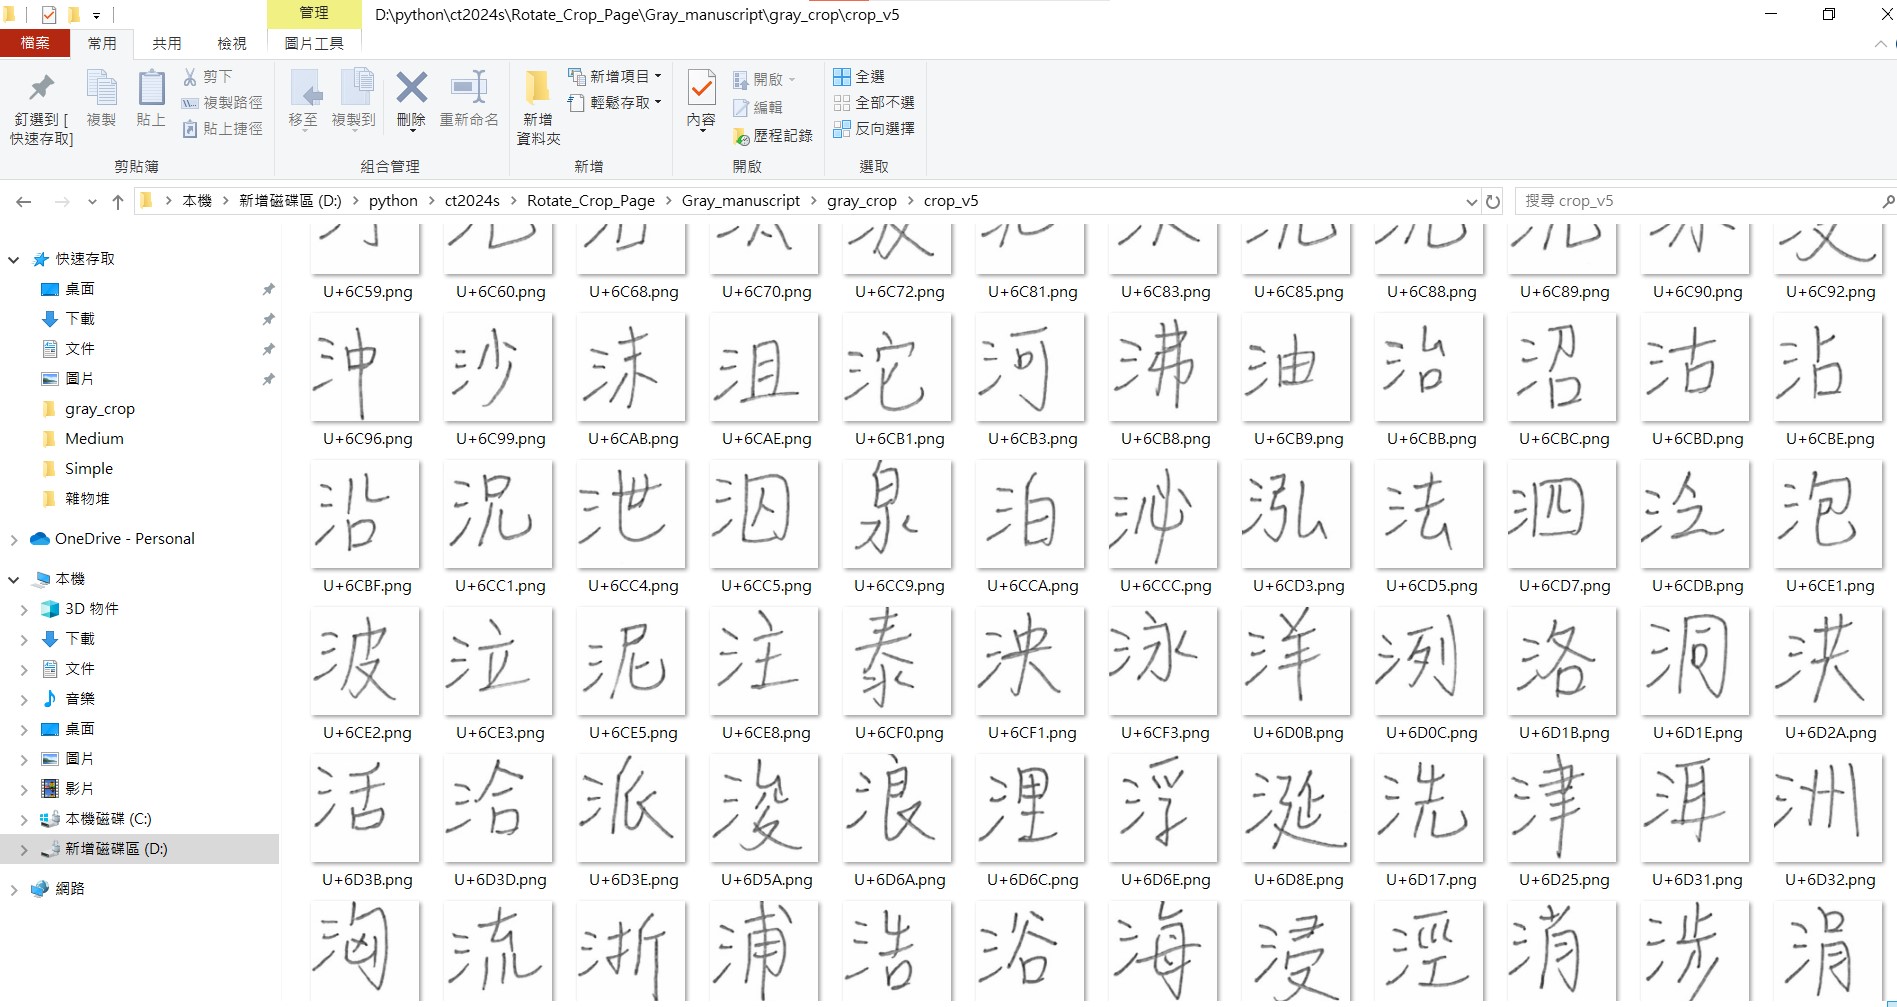 管理
D:\python\ct2024s\Rotate_Crop_Page\Gray_manuscript\gray_crop\crop_v5
檔案 常用 共用 檢視 圖片工具
釘選到 [
快速存取]
複製
貼上
剪下
複製路徑
貼上捷徑
剪貼簿
移至
複製到
刪除
重新命名
組合管理
新增
資料夾
新增項目
輕鬆存取
新增
內容
開啟
編輯
歷程記錄
開啟
全選
全部不選
反向選擇
選取
本機 新增磁碟區 (D:) python ct2024s Rotate_Crop_Page Gray_manuscript gray_crop crop_v5
搜尋 crop_v5
快速存取
桌面
下載
文件
圖片
gray_crop
Medium
Simple
雜物堆
OneDrive - Personal
本機
3D 物件
下載
文件
音樂
桌面
圖片
影片
本機磁碟 (C:)
新增磁碟區 (D:)
網路
U+6C59.png U+6C60.png U+6C68.png U+6C70.png U+6C72.png U+6C81.png U+6C83.png U+6C85.png U+6C88.png U+6C89.png U+6C90.png U+6C92.png
沖 沙 沫 沮 沱 河 沸 油 治 沼 沽 沾
U+6C96.png U+6C99.png U+6CAB.png U+6CAE.png U+6CB1.png U+6CB3.png U+6CB8.png U+6CB9.png U+6CBB.png U+6CBC.png U+6CBD.png U+6CBE.png
沿 況 泄 泅 泉 泊 泌 泓 法 泗 泛 泡
U+6CBF.png U+6CC1.png U+6CC4.png U+6CC5.png U+6CC9.png U+6CCA.png U+6CCC.png U+6CD3.png U+6CD5.png U+6CD7.png U+6CDB.png U+6CE1.png
波 泣 泥 注 泰 泱 泳 洋 洌 洛 洞 洪
U+6CE2.png U+6CE3.png U+6CE5.png U+6CE8.png U+6CF0.png U+6CF1.png U+6CF3.png U+6D0B.png U+6D0C.png U+6D1B.png U+6D1E.png U+6D2A.png
活 洽 派 浚 浪 浬 浮 涎 洗 津 洱 洲
U+6D3B.png U+6D3D.png U+6D3E.png U+6D5A.png U+6D6A.png U+6D6C.png U+6D6E.png U+6D8E.png U+6D17.png U+6D25.png U+6D31.png U+6D32.png
洶 流 浙 浦 浩 浴 海 浸 涇 消 涉 涓